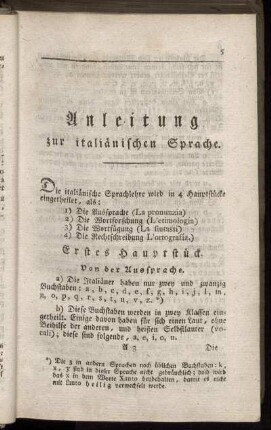 5
Anleitung
zur italiänischen Sprache.
Die italiänische Sprachlehre wird in 4 Hauptstücke
eingetheilet, als:
1) Die Aussprache (La pronunzia)
2) Die Wortforschung (L'etimologia)
3) Die Wortfügung (La sintassi)
4) Die Rechtschreibung L'ortografia.)
Erstes Hauptstück.
Von der Aussprache.
a) Die Italiäner haben nur zwey und zwanzig
Buchstaben: a, b, c, d, e, f, g, h, i, j, l, m,
n, o, p, q, r, s, t, u, v, z. *)
b) Diese Buchstaben werden in zwey Klassen ein-
getheilt. Einige davon haben für sich einen Laut, ohne
Beihilfe der anderen, und heißen Selbstlauter (vo-
cali); diese sind folgende, a, e, i, o, u.
A 3 Die
*) Die 3 in andern Sprachen noch üblichen Buchstaben: k,
x, y sind in dieser Sprache nicht gebräuchlich; doch wird
das x in dem Worte Xanto beybehalten, damit es nicht
mit Santo heilig verwechselt werde.